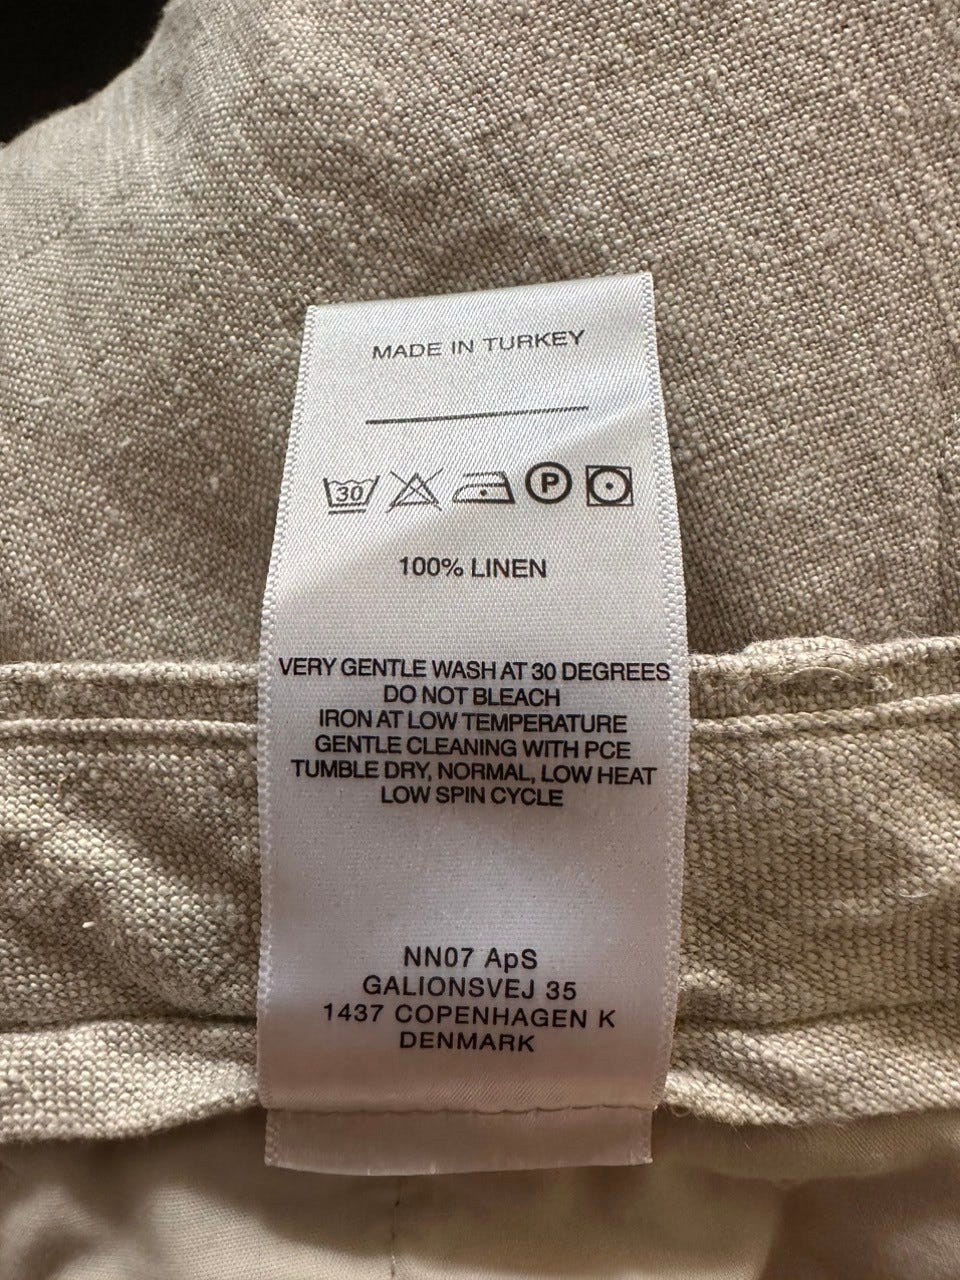 MADE IN TURKEY
30 P
100% LINEN
VERY GENTLE WASH AT 30 DEGREES
DO NOT BLEACH
IRON AT LOW TEMPERATURE
GENTLE CLEANING WITH PCE
TUMBLE DRY, NORMAL, LOW HEAT
LOW SPIN CYCLE
NN07 ApS
GALIONSVEJ 35
1437 COPENHAGEN K
DENMARK